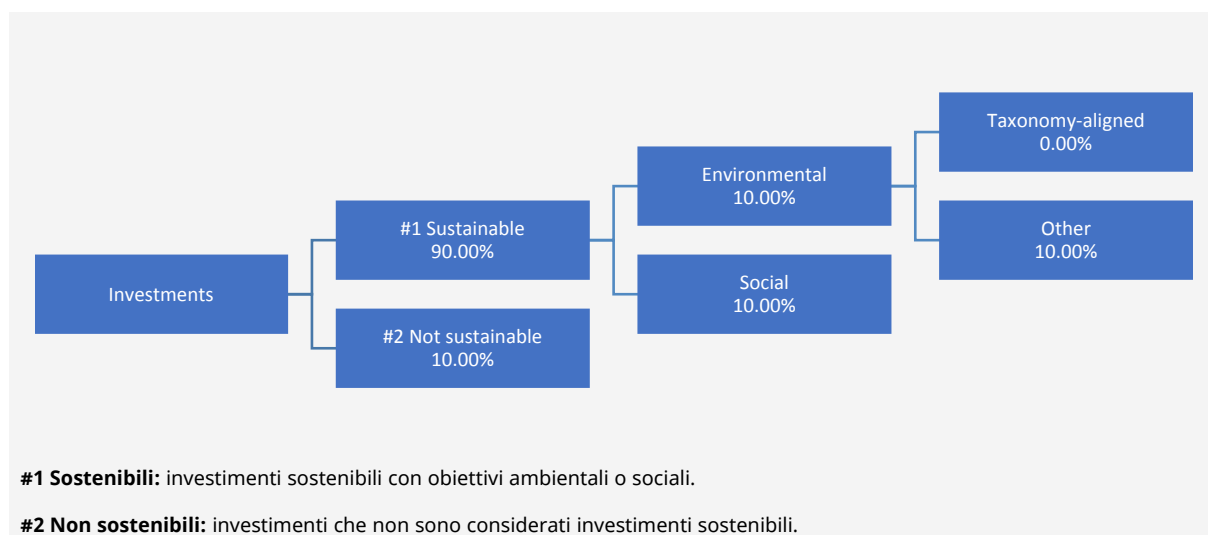 Investments
#1 Sustainable
90.00%
#2 Not sustainable
10.00%
Environmental
10.00%
Social
10.00%
Taxonomy-aligned
0.00%
Other
10.00%
#1 Sostenibili: investimenti sostenibili con obiettivi ambientali o sociali.
#2 Non sostenibili: investimenti che non sono considerati investimenti sostenibili.